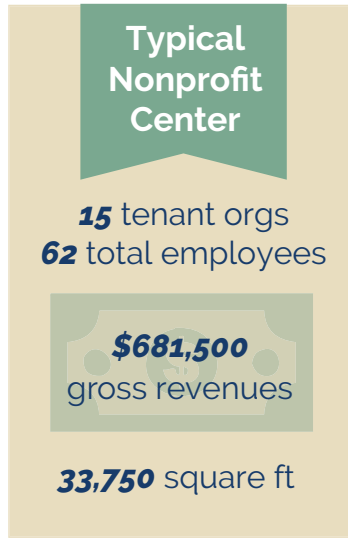 Typical
Nonprofit
Center
15 tenant orgs
62 total employees
$681,500
gross revenues
33,750 square ft